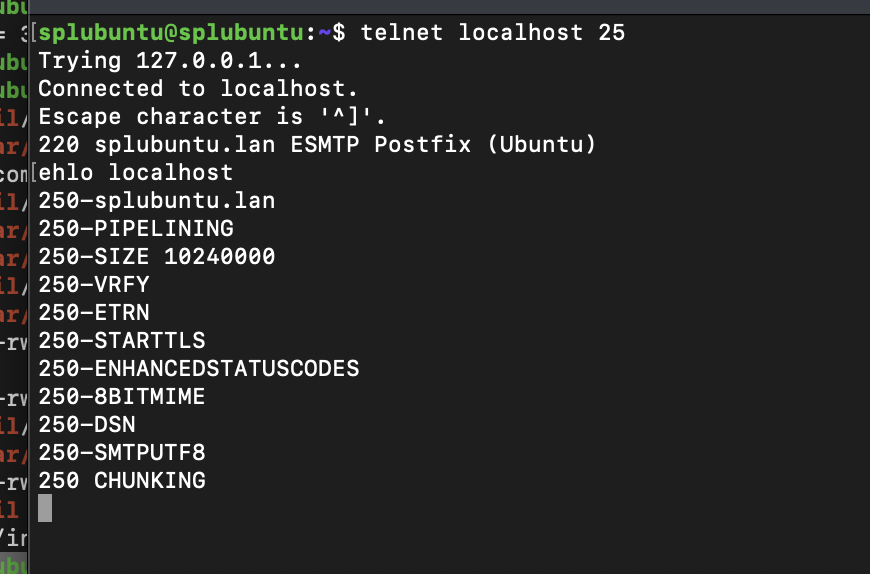 splubuntu@splubuntu:~$ telnet localhost 25
Trying 127.0.0.1...
Connected to localhost.
Escape character is '^]'.
220 splubuntu.lan ESMTP Postfix (Ubuntu)
ehlo localhost
250-splubuntu.lan
250-PIPELINING
250-SIZE 10240000
250-VRFY
250-ETRN
250-STARTTLS
250-ENHANCEDSTATUSCODES
250-8BITMIME
250-DSN
250-SMTPUTF8
250 CHUNKING